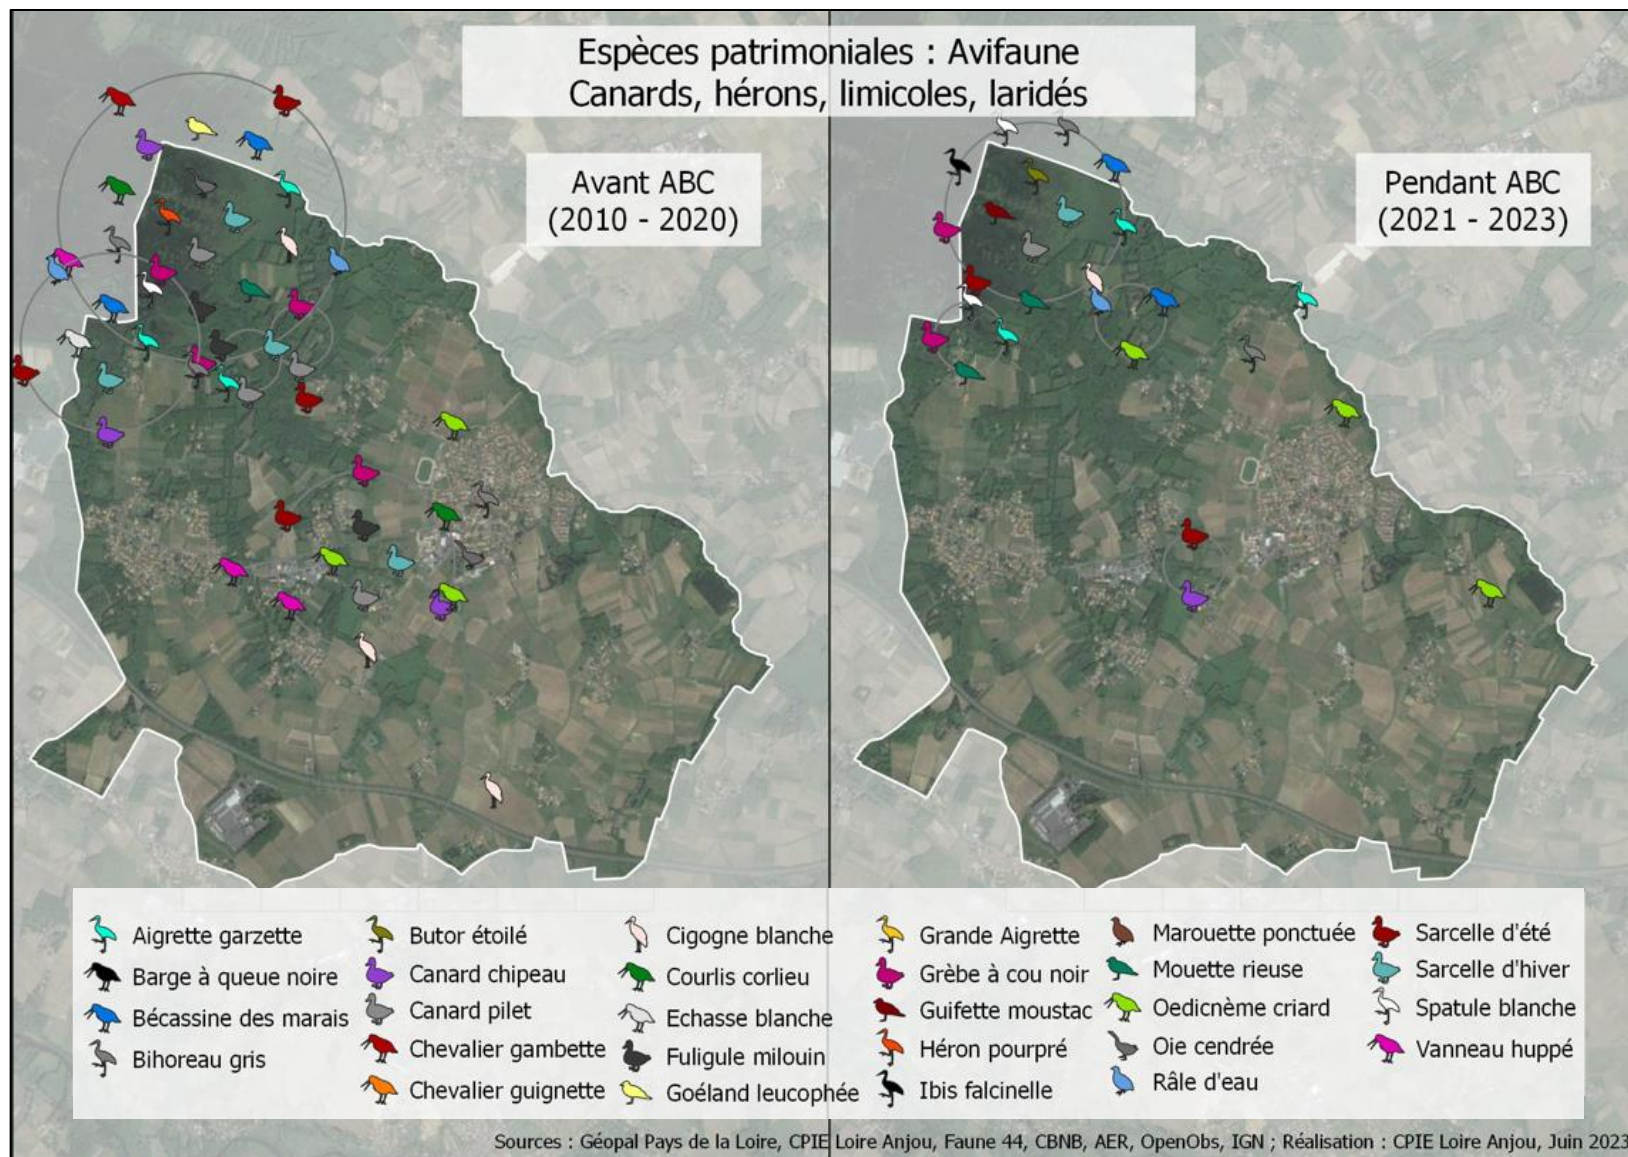 Espèces patrimoniales : Avifaune
Canards, hérons, limicoles, laridés
Avant ABC
(2010 - 2020)
Pendant ABC
(2021 - 2023)
Aigrette garzette
Barge à queue noire
Bécassine des marais
Bihoreau gris
Butor étoilé
Canard chipeau
Canard pilet
Chevalier gambette
Chevalier guignette
Cigogne blanche
Courlis corlieu
Echasse blanche
Fuligule milouin
Goéland leucophée
Grande Aigrette
Grèbe à cou noir
Guifette moustac
Héron pourpré
Ibis falcinelle
Marouette ponctuée
Mouette rieuse
Oedicnème criard
Oie cendrée
Râle d'eau
Sarcelle d'été
Sarcelle d'hiver
Spatule blanche
Vanneau huppé
Sources : Géopal Pays de la Loire, CPIE Loire Anjou, Faune 44, CBNB, AER, OpenObs, IGN ; Réalisation : CPIE Loire Anjou, Juin 2023